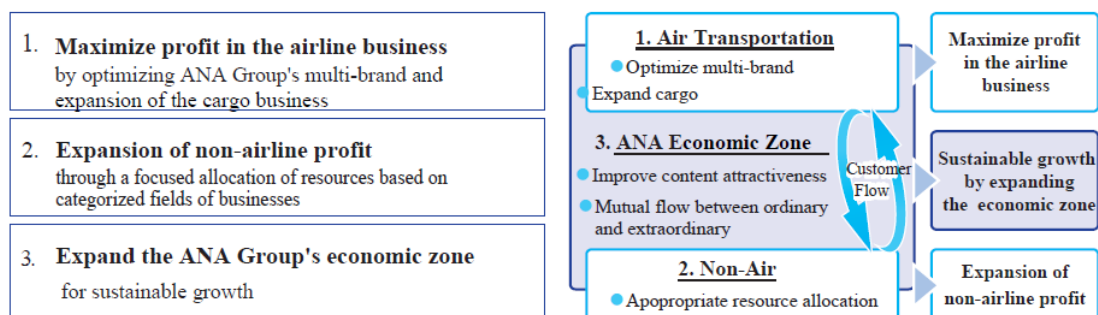 1. Maximize profit in the airline business
by optimizing ANA Group's multi-brand and
expansion of the cargo business
2. Expansion of non-airline profit
through a focused allocation of resources based on
categorized fields of businesses
3. Expand the ANA Group's economic zone
for sustainable growth
1. Air Transportation
Optimize multi-brand
Expand cargo
3. ANA Economic Zone
Improve content attractiveness
Mutual flow between ordinary
and extraordinary
Customer
Flow
2. Non-Air
Apopropriate resource allocation
Maximize profit
in the airline
business
Sustainable growth
by expanding
the economic zone
Expansion of
non-airline profit